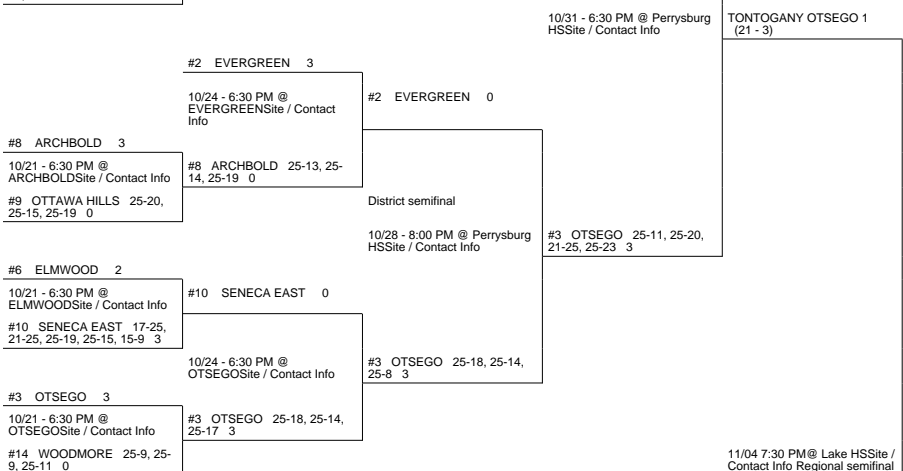 10/31 - 6:30 PM @ Perrysburg
HSSite / Contact Info
TONTOGANY OTSEGO 1
(21 - 3)
#2 EVERGREEN 3
10/24 - 6:30 PM @
EVERGREENSite / Contact
Info
#2 EVERGREEN 0
#8 ARCHBOLD 3
10/21 - 6:30 PM @
ARCHBOLDSite / Contact Info
#8 ARCHBOLD 25-13, 25-
14, 25-19 0
#9 OTTAWA HILLS 25-20,
25-15, 25-19 0
District semifinal
10/28 - 8:00 PM @ Perrysburg
HSSite / Contact Info
#3 OTSEGO 25-11, 25-20,
21-25, 25-23 3
#6 ELMWOOD 2
10/21 - 6:30 PM @
ELMWOODSite / Contact Info
#10 SENECA EAST 0
#10 SENECA EAST 17-25,
21-25, 25-19, 25-15, 15-9 3
10/24 - 6:30 PM @
OTSEGOSite / Contact Info
#3 OTSEGO 25-18, 25-14,
25-8 3
#3 OTSEGO 3
10/21 - 6:30 PM @
OTSEGOSite / Contact Info
#3 OTSEGO 25-18, 25-14,
25-17 3
#14 WOODMORE 25-9, 25-
9, 25-11 0
11/04 7:30 PM@ Lake HSSite /
Contact Info Regional semifinal